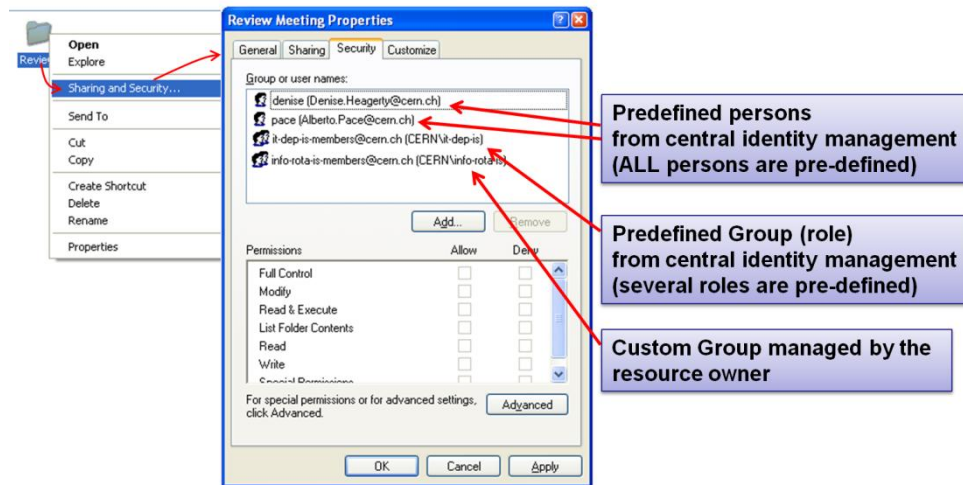 Review
Open
Explore
Sharing and Security...
Send To
Cut
Copy
Create Shortcut
Delete
Rename
Properties
Review Meeting Properties
General Sharing Security Customize
Group or user names:
denise (Denise.Heagerty@cern.ch)
pace (Alberto.Pace@cern.ch)
it-dep-is-members@cern.ch (CERN\it-dep-is)
info-rota-is-members@cern.ch (CERN\info-rota-is)
Add... Remove
Permissions Allow Deny
Full Control
Modify
Read & Execute
List Folder Contents
Read
Write
Special Permissions
For special permissions or for advanced settings,
click Advanced.
Advanced
OK Cancel Apply
Predefined persons
from central identity management
(ALL persons are pre-defined)
Predefined Group (role)
from central identity management
(several roles are pre-defined)
Custom Group managed by the
resource owner